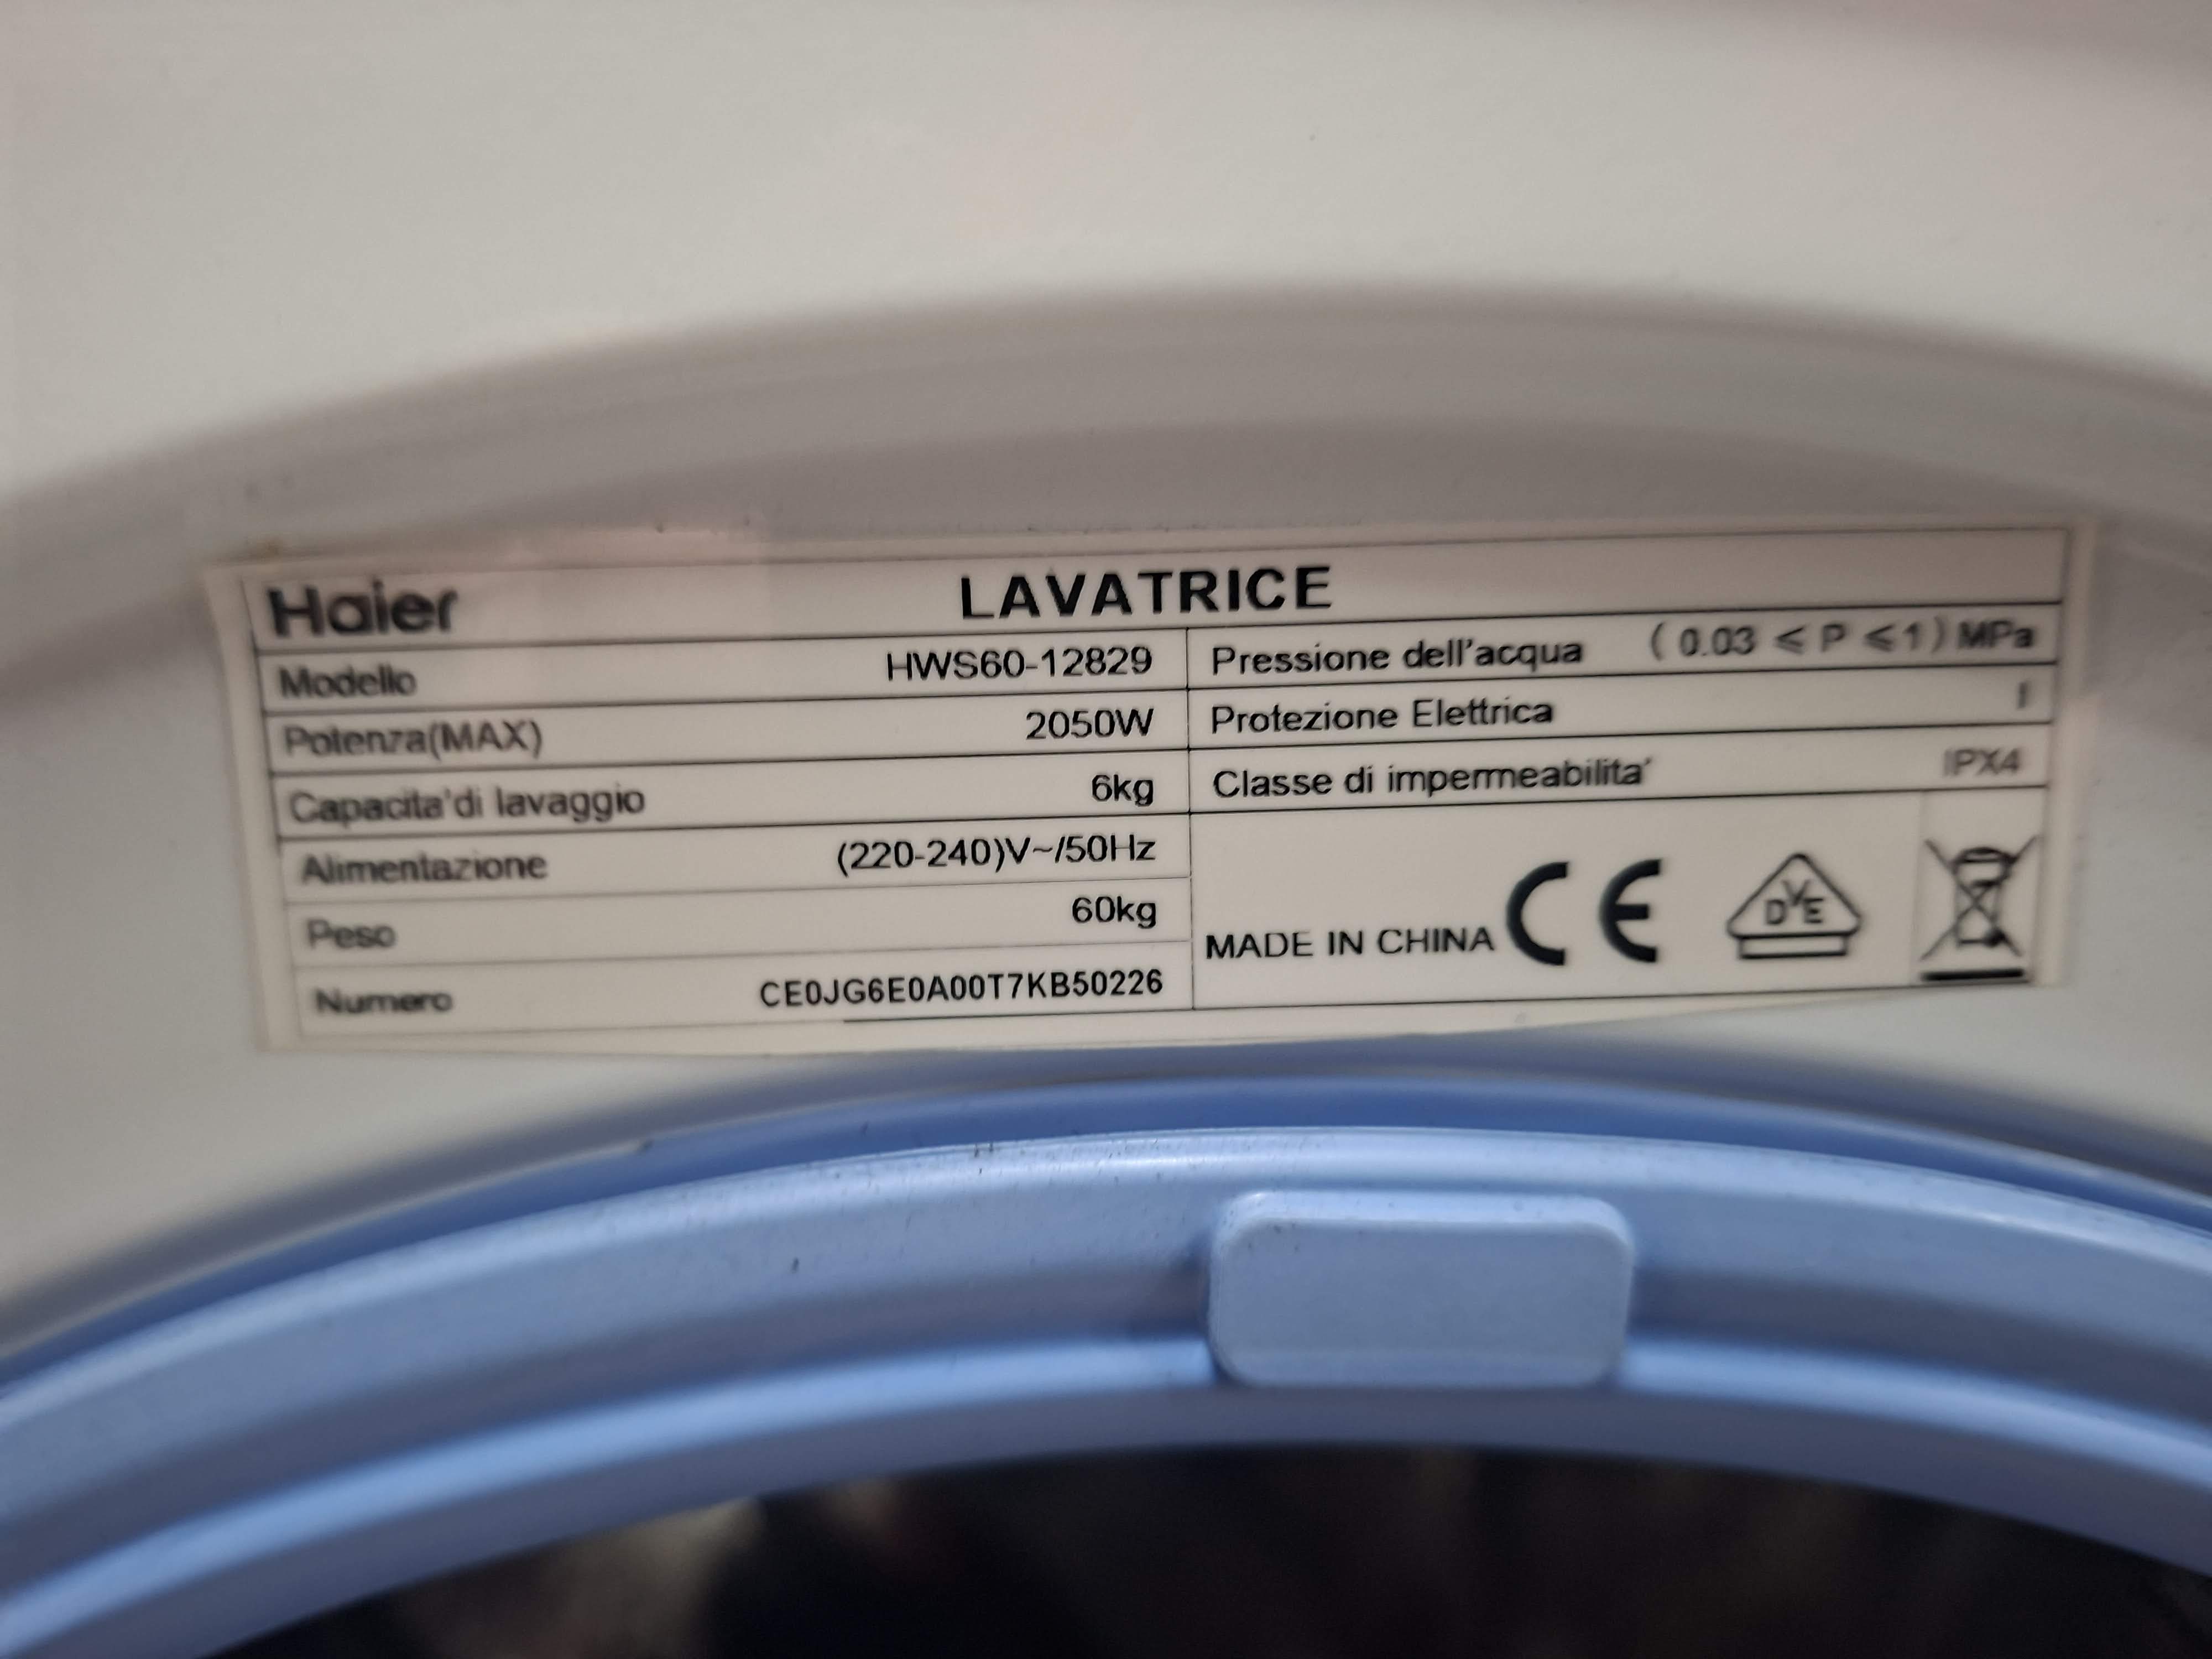 Haier LAVATRICE
Modello HWS60-12829
Potenza(MAX) 2050W
Capacita'di lavaggio 6kg
Alimentazione (220-240)V~/50Hz
Peso 60kg
Numero CE0JG6E0A00T7KB50226
Pressione dell'acqua (0.03 ≤ P ≤1) MPa
Protezione Elettrica I
Classe di impermeabilita' IPX4
MADE IN CHINA CE DVE